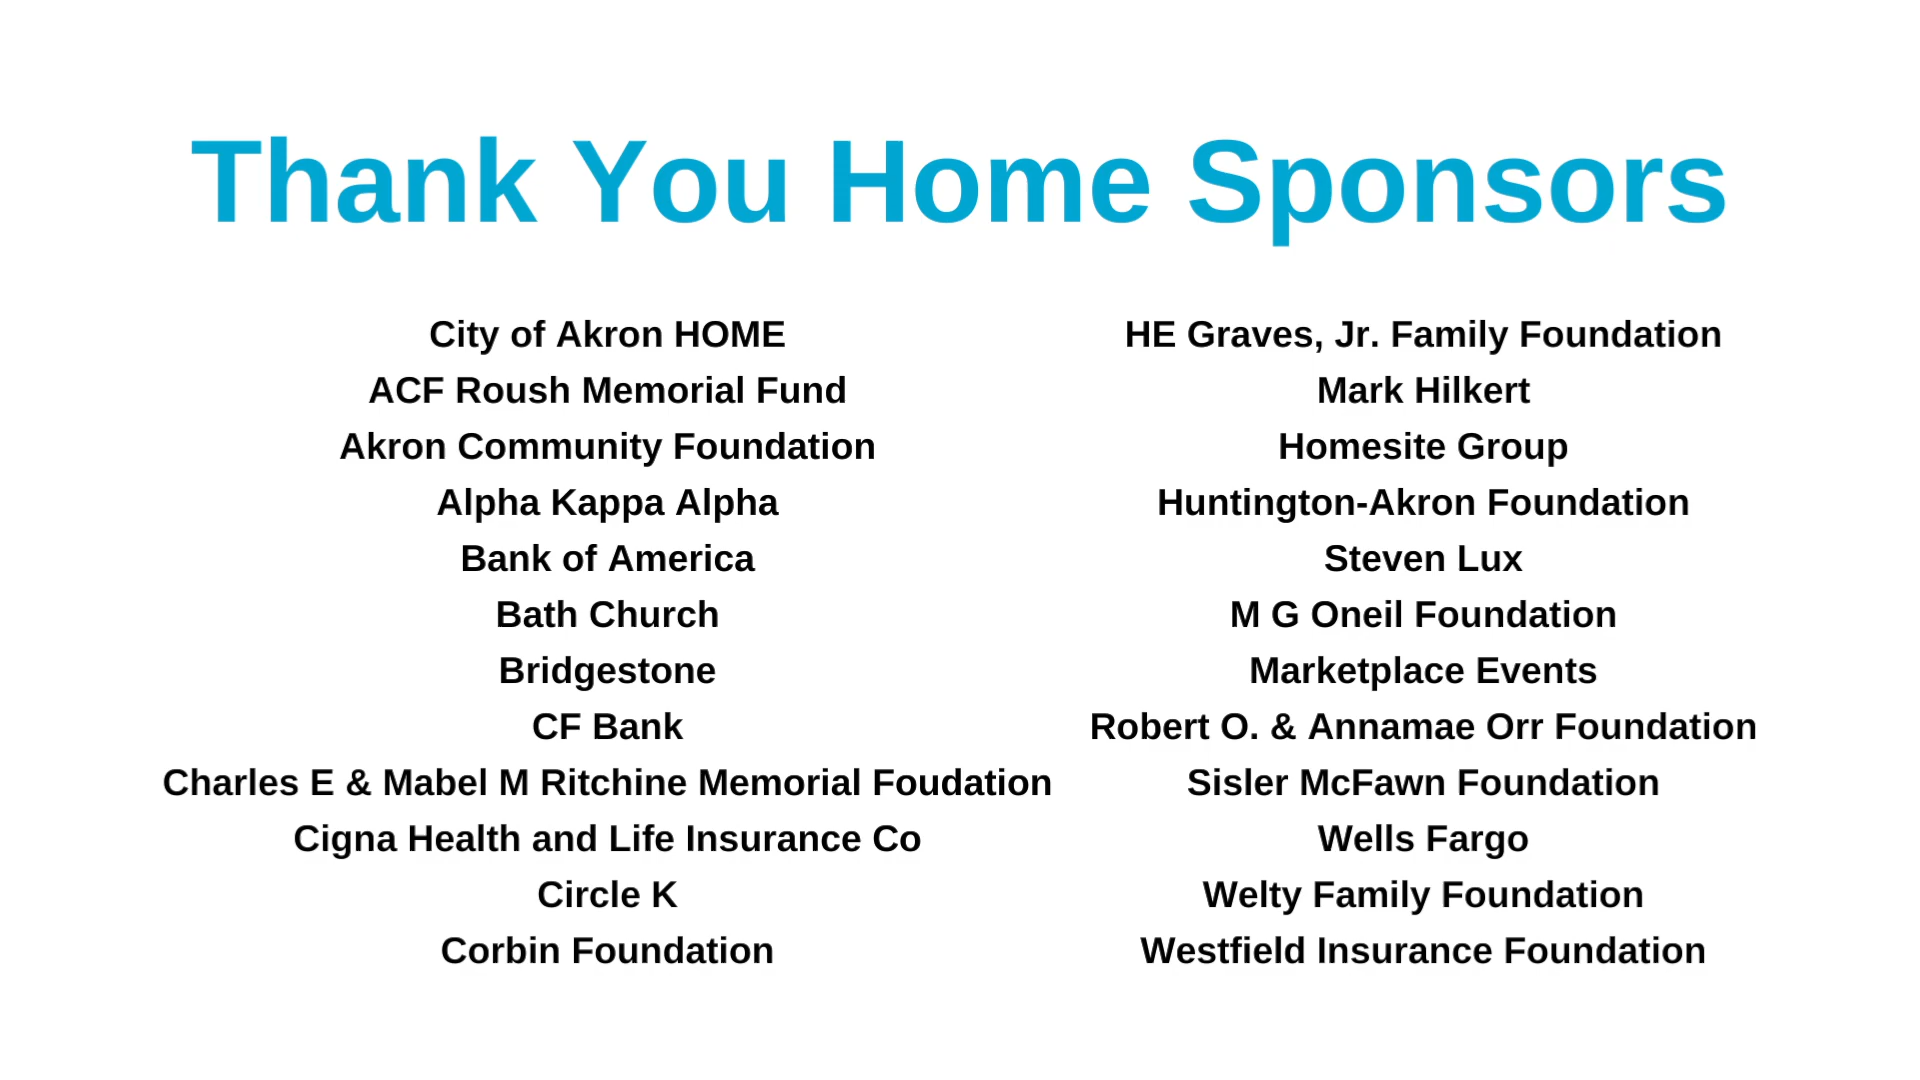 Thank You Home Sponsors
City of Akron HOME
ACF Roush Memorial Fund
Akron Community Foundation
Alpha Kappa Alpha
Bank of America
Bath Church
Bridgestone
CF Bank
Charles E & Mabel M Ritchine Memorial Foudation
Cigna Health and Life Insurance Co
Circle K
Corbin Foundation
HE Graves, Jr. Family Foundation
Mark Hilkert
Homesite Group
Huntington-Akron Foundation
Steven Lux
M G Oneil Foundation
Marketplace Events
Robert O. & Annamae Orr Foundation
Sisler McFawn Foundation
Wells Fargo
Welty Family Foundation
Westfield Insurance Foundation